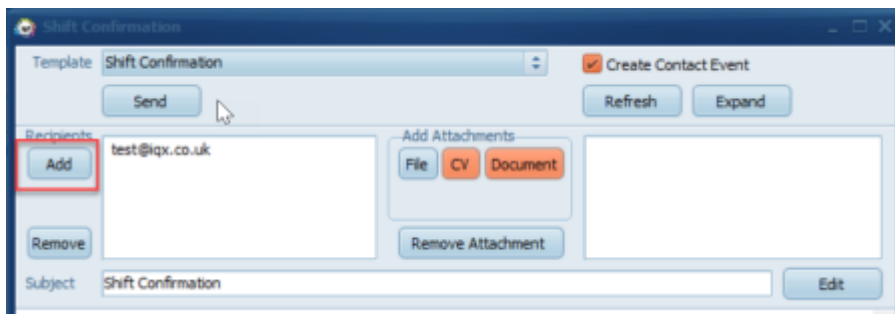 Shift Confirmation
Template Shift Confirmation
Create Contact Event
Send
Refresh Expand
Recipients
Add
test@iqx.co.uk
Add Attachments
File CV Document
Remove
Remove Attachment
Subject Shift Confirmation
Edit